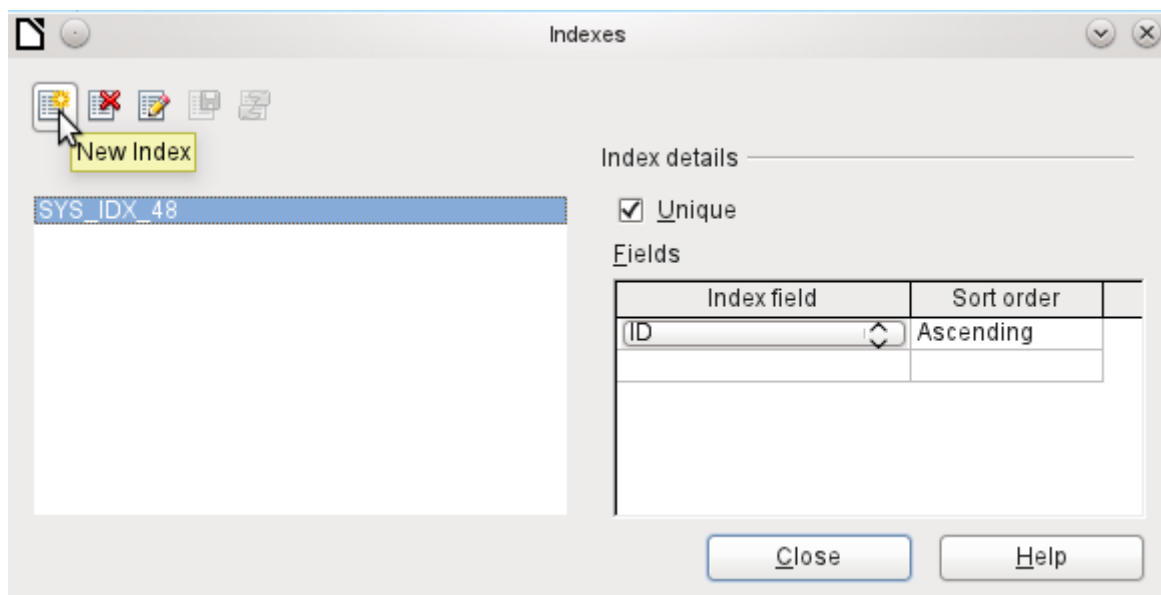 Indexes
New Index
Index details
SYS_IDX_48
Unique
Fields
Index field Sort order
ID Ascending
Close Help